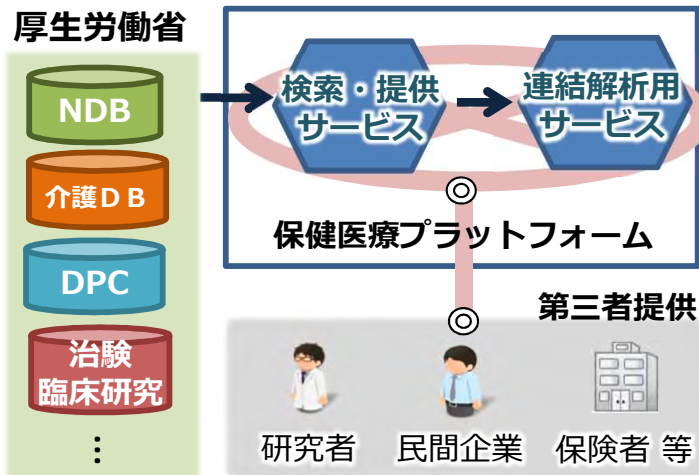 厚生労働省
NDB
介護ＤＢ
DPC
治験
臨床研究
⋮
検索・提供
サービス
連結解析用
サービス
保健医療プラットフォーム
第三者提供
研究者
民間企業
保険者 等